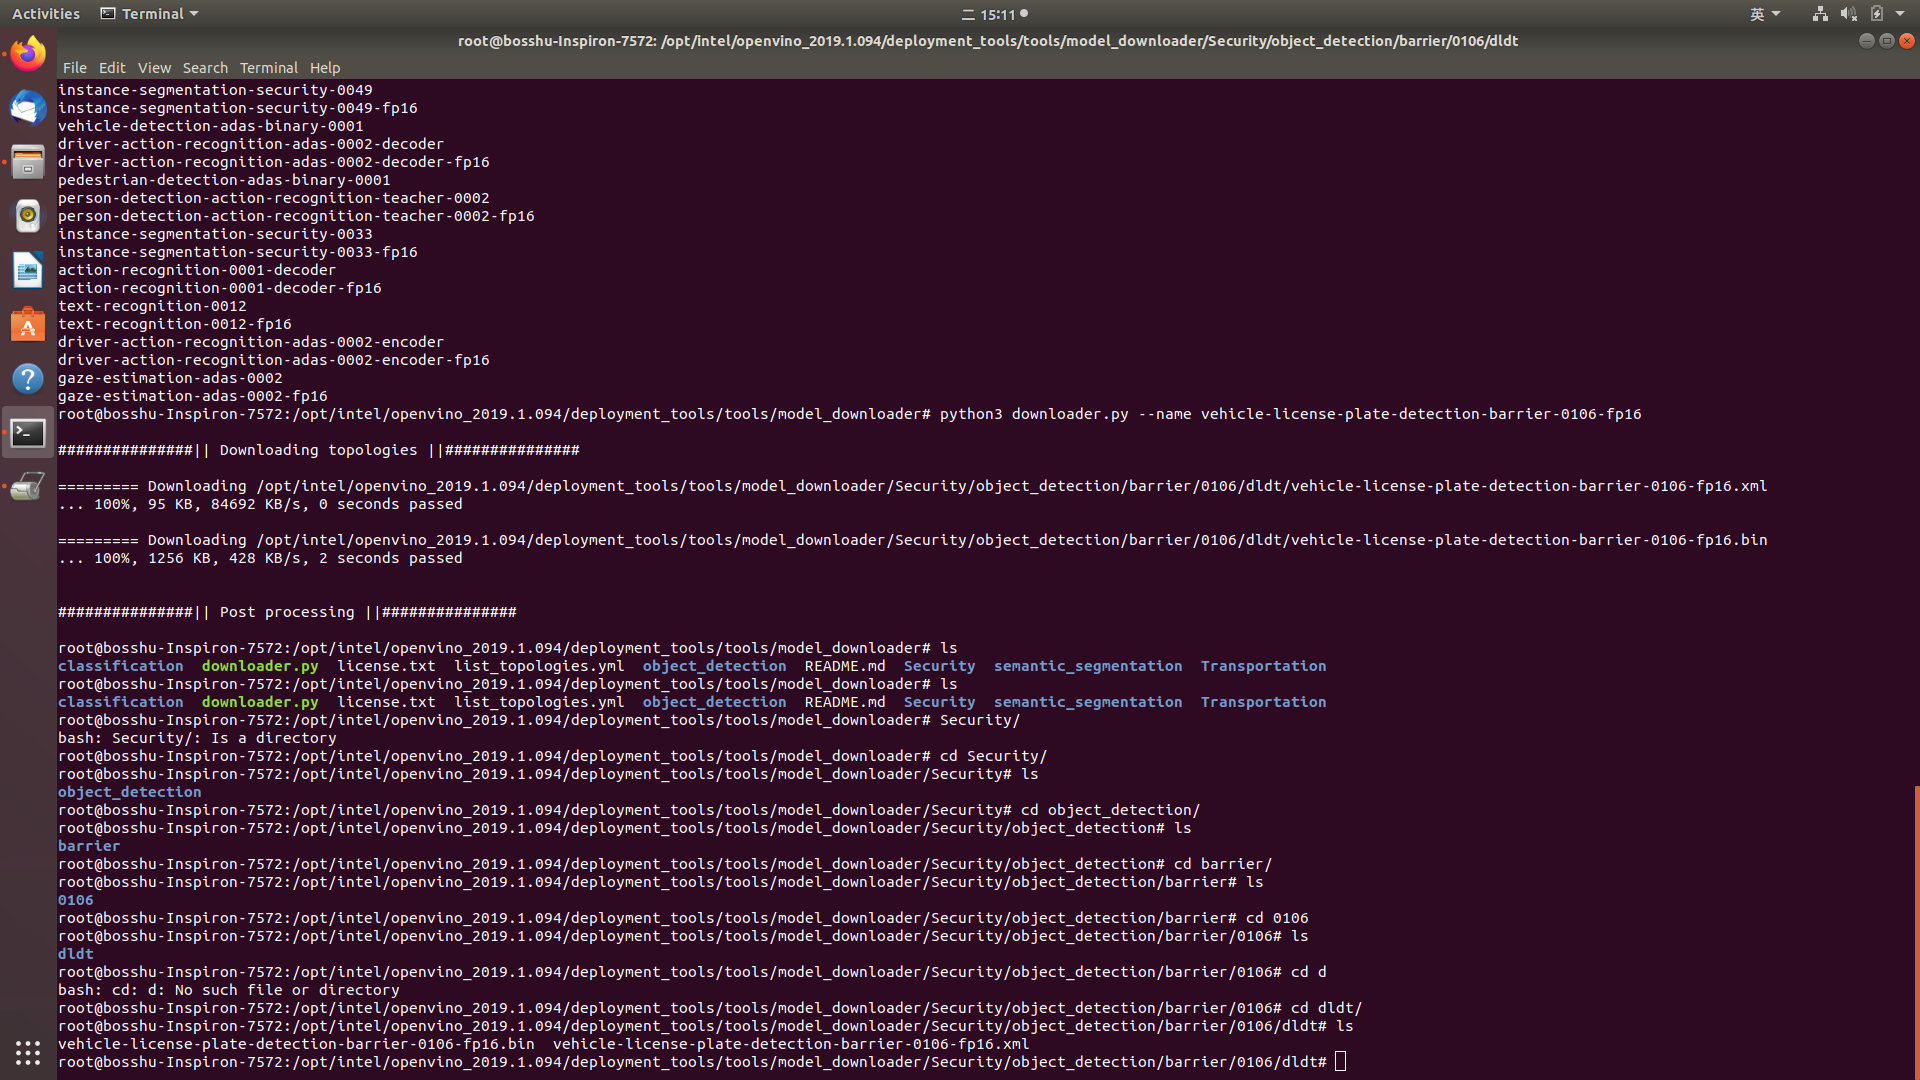 Activities Terminal 二 15:11 英
root@bosshu-Inspiron-7572: /opt/intel/openvino_2019.1.094/deployment_tools/tools/model_downloader/Security/object_detection/barrier/0106/dldt
File Edit View Search Terminal Help
instance-segmentation-security-0049
instance-segmentation-security-0049-fp16
vehicle-detection-adas-binary-0001
driver-action-recognition-adas-0002-decoder
driver-action-recognition-adas-0002-decoder-fp16
pedestrian-detection-adas-binary-0001
person-detection-action-recognition-teacher-0002
person-detection-action-recognition-teacher-0002-fp16
instance-segmentation-security-0033
instance-segmentation-security-0033-fp16
action-recognition-0001-decoder
action-recognition-0001-decoder-fp16
text-recognition-0012
text-recognition-0012-fp16
driver-action-recognition-adas-0002-encoder
driver-action-recognition-adas-0002-encoder-fp16
gaze-estimation-adas-0002
gaze-estimation-adas-0002-fp16
root@bosshu-Inspiron-7572:/opt/intel/openvino_2019.1.094/deployment_tools/tools/model_downloader# python3 downloader.py --name vehicle-license-plate-detection-barrier-0106-fp16
###############|| Downloading topologies ||###############
========= Downloading /opt/intel/openvino_2019.1.094/deployment_tools/tools/model_downloader/Security/object_detection/barrier/0106/dldt/vehicle-license-plate-detection-barrier-0106-fp16.xml
... 100%, 95 KB, 84692 KB/s, 0 seconds passed
========= Downloading /opt/intel/openvino_2019.1.094/deployment_tools/tools/model_downloader/Security/object_detection/barrier/0106/dldt/vehicle-license-plate-detection-barrier-0106-fp16.bin
... 100%, 1256 KB, 428 KB/s, 2 seconds passed
###############|| Post processing ||###############
root@bosshu-Inspiron-7572:/opt/intel/openvino_2019.1.094/deployment_tools/tools/model_downloader# ls
classification downloader.py license.txt list_topologies.yml object_detection README.md Security semantic_segmentation Transportation
root@bosshu-Inspiron-7572:/opt/intel/openvino_2019.1.094/deployment_tools/tools/model_downloader# ls
classification downloader.py license.txt list_topologies.yml object_detection README.md Security semantic_segmentation Transportation
root@bosshu-Inspiron-7572:/opt/intel/openvino_2019.1.094/deployment_tools/tools/model_downloader# Security/
bash: Security/: Is a directory
root@bosshu-Inspiron-7572:/opt/intel/openvino_2019.1.094/deployment_tools/tools/model_downloader# cd Security/
root@bosshu-Inspiron-7572:/opt/intel/openvino_2019.1.094/deployment_tools/tools/model_downloader/Security# ls
object_detection
root@bosshu-Inspiron-7572:/opt/intel/openvino_2019.1.094/deployment_tools/tools/model_downloader/Security# cd object_detection/
root@bosshu-Inspiron-7572:/opt/intel/openvino_2019.1.094/deployment_tools/tools/model_downloader/Security/object_detection# ls
barrier
root@bosshu-Inspiron-7572:/opt/intel/openvino_2019.1.094/deployment_tools/tools/model_downloader/Security/object_detection# cd barrier/
root@bosshu-Inspiron-7572:/opt/intel/openvino_2019.1.094/deployment_tools/tools/model_downloader/Security/object_detection/barrier# ls
0106
root@bosshu-Inspiron-7572:/opt/intel/openvino_2019.1.094/deployment_tools/tools/model_downloader/Security/object_detection/barrier# cd 0106
root@bosshu-Inspiron-7572:/opt/intel/openvino_2019.1.094/deployment_tools/tools/model_downloader/Security/object_detection/barrier/0106# ls
dldt
root@bosshu-Inspiron-7572:/opt/intel/openvino_2019.1.094/deployment_tools/tools/model_downloader/Security/object_detection/barrier/0106# cd d
bash: cd: d: No such file or directory
root@bosshu-Inspiron-7572:/opt/intel/openvino_2019.1.094/deployment_tools/tools/model_downloader/Security/object_detection/barrier/0106# cd dldt/
root@bosshu-Inspiron-7572:/opt/intel/openvino_2019.1.094/deployment_tools/tools/model_downloader/Security/object_detection/barrier/0106/dldt# ls
vehicle-license-plate-detection-barrier-0106-fp16.bin vehicle-license-plate-detection-barrier-0106-fp16.xml
root@bosshu-Inspiron-7572:/opt/intel/openvino_2019.1.094/deployment_tools/tools/model_downloader/Security/object_detection/barrier/0106/dldt#